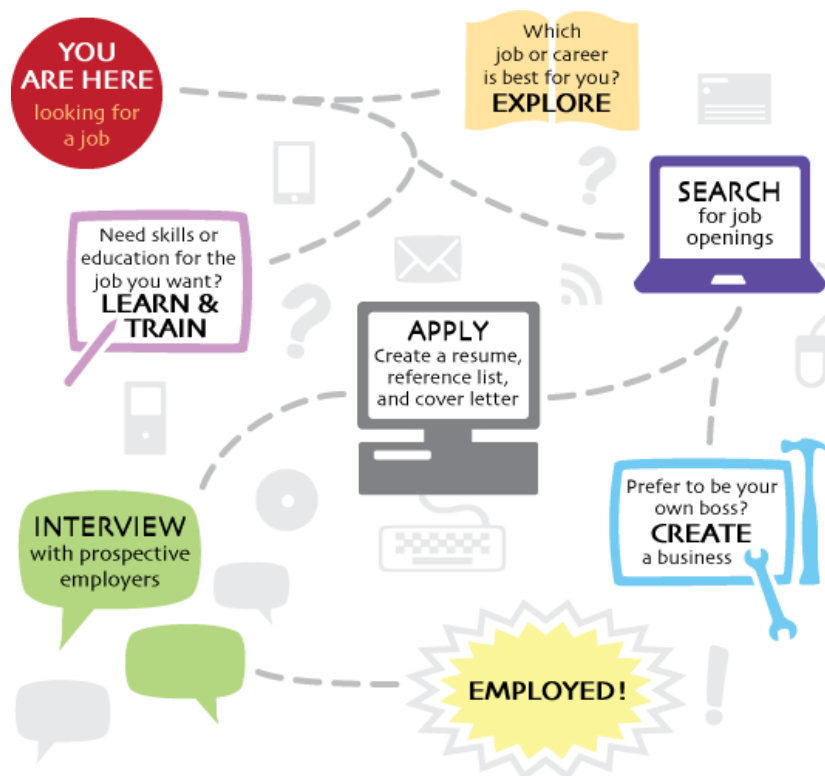 YOU
ARE HERE
looking for
a job
Which
job or career
is best for you?
EXPLORE
SEARCH
for job
openings
Need skills or
education for the
job you want?
LEARN &
TRAIN
APPLY
Create a resume,
reference list,
and cover letter
Prefer to be your
own boss?
CREATE
a business
INTERVIEW
with prospective
employers
EMPLOYED!